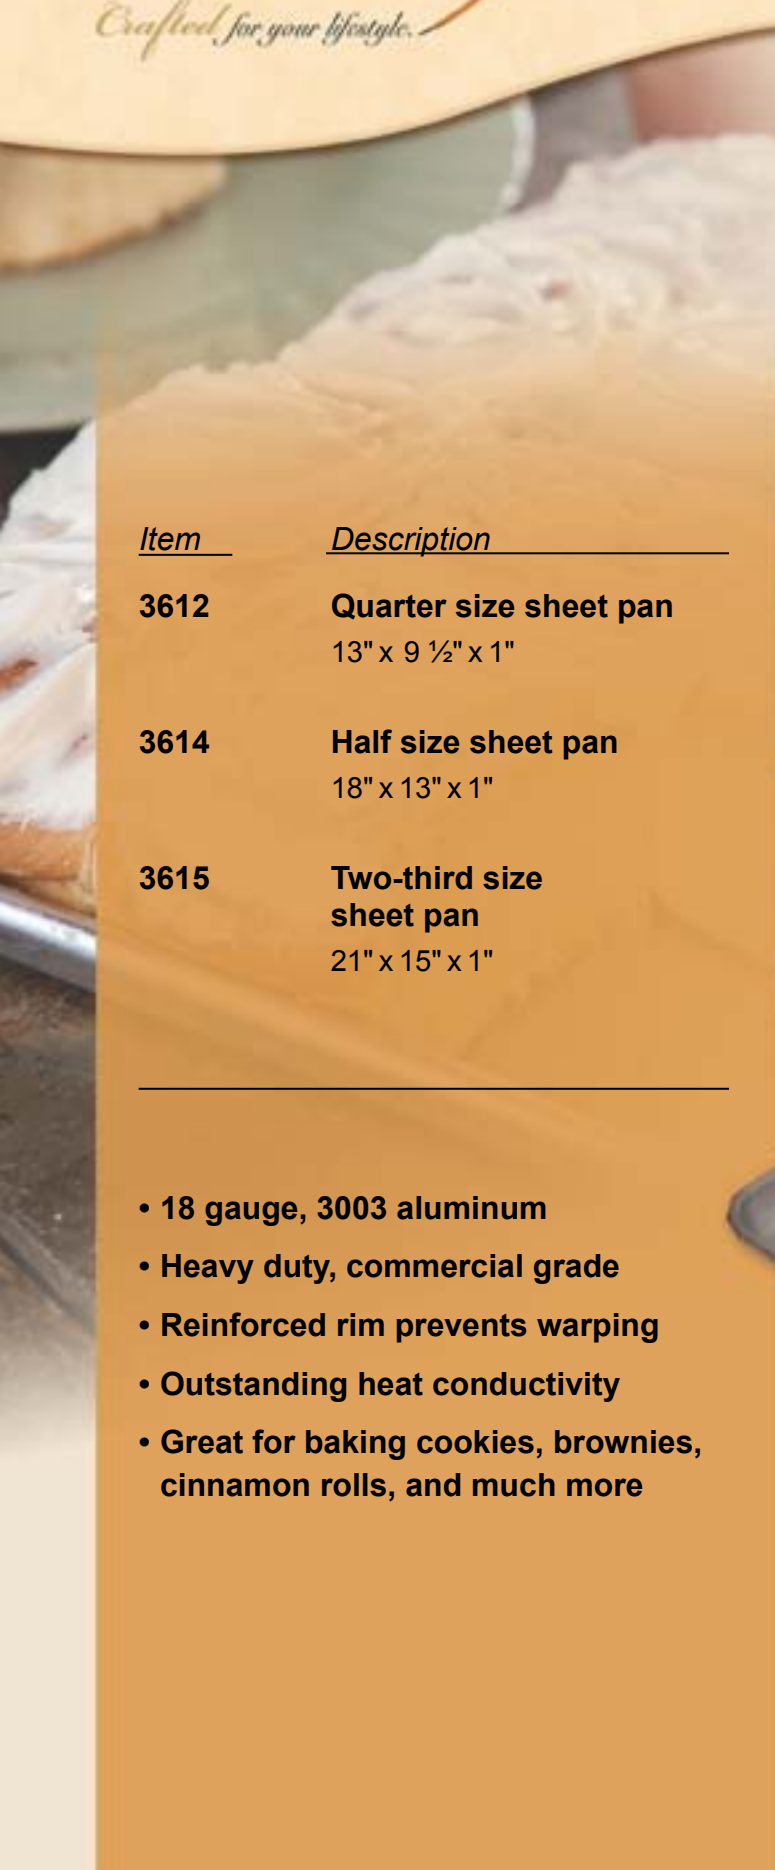 Crafted for your lifestyle.
Item Description
3612 Quarter size sheet pan
13" x 9 ½" x 1"
3614 Half size sheet pan
18" x 13" x 1"
3615 Two-third size
sheet pan
21" x 15" x 1"
• 18 gauge, 3003 aluminum
• Heavy duty, commercial grade
• Reinforced rim prevents warping
• Outstanding heat conductivity
• Great for baking cookies, brownies,
cinnamon rolls, and much more